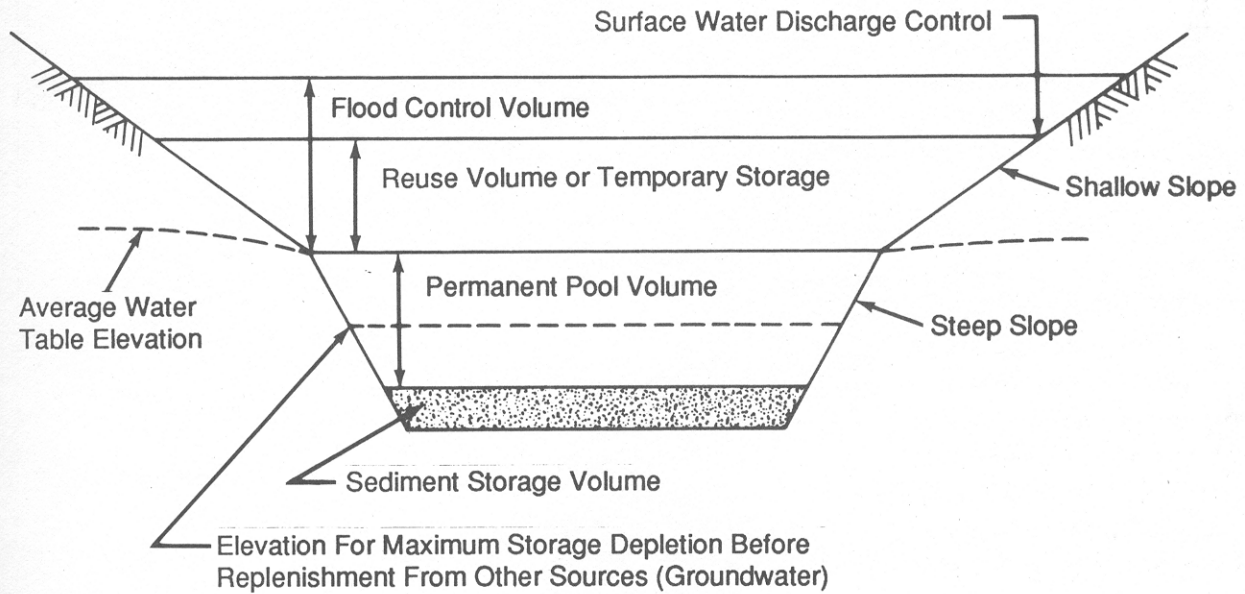 Surface Water Discharge Control
Flood Control Volume
Reuse Volume or Temporary Storage
Shallow Slope
Permanent Pool Volume
Average Water
Table Elevation
Steep Slope
Sediment Storage Volume
Elevation For Maximum Storage Depletion Before
Replenishment From Other Sources (Groundwater)